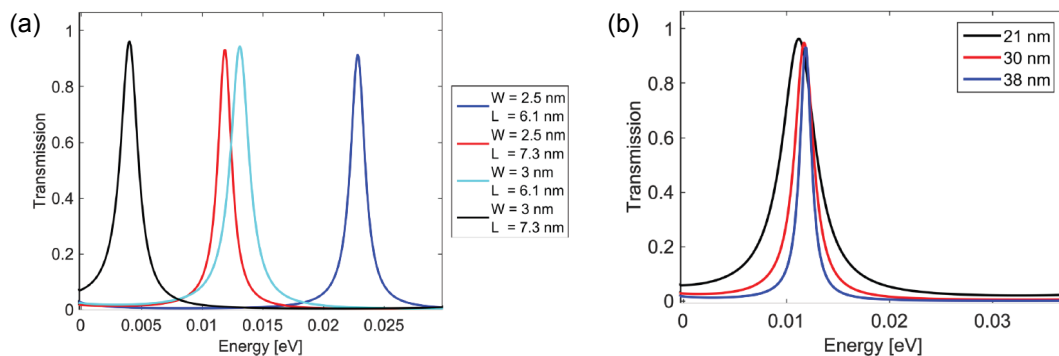 (a)
Transmission
1
0.8
0.6
0.4
0.2
0
0
0.005
0.01
0.015
0.02
0.025
Energy [eV]
W = 2.5 nm
L = 6.1 nm
W = 2.5 nm
L = 7.3 nm
W = 3 nm
L = 6.1 nm
W = 3 nm
L = 7.3 nm
(b)
Transmission
1
0.8
0.6
0.4
0.2
0
0
0.01
0.02
0.03
Energy [eV]
21 nm
30 nm
38 nm